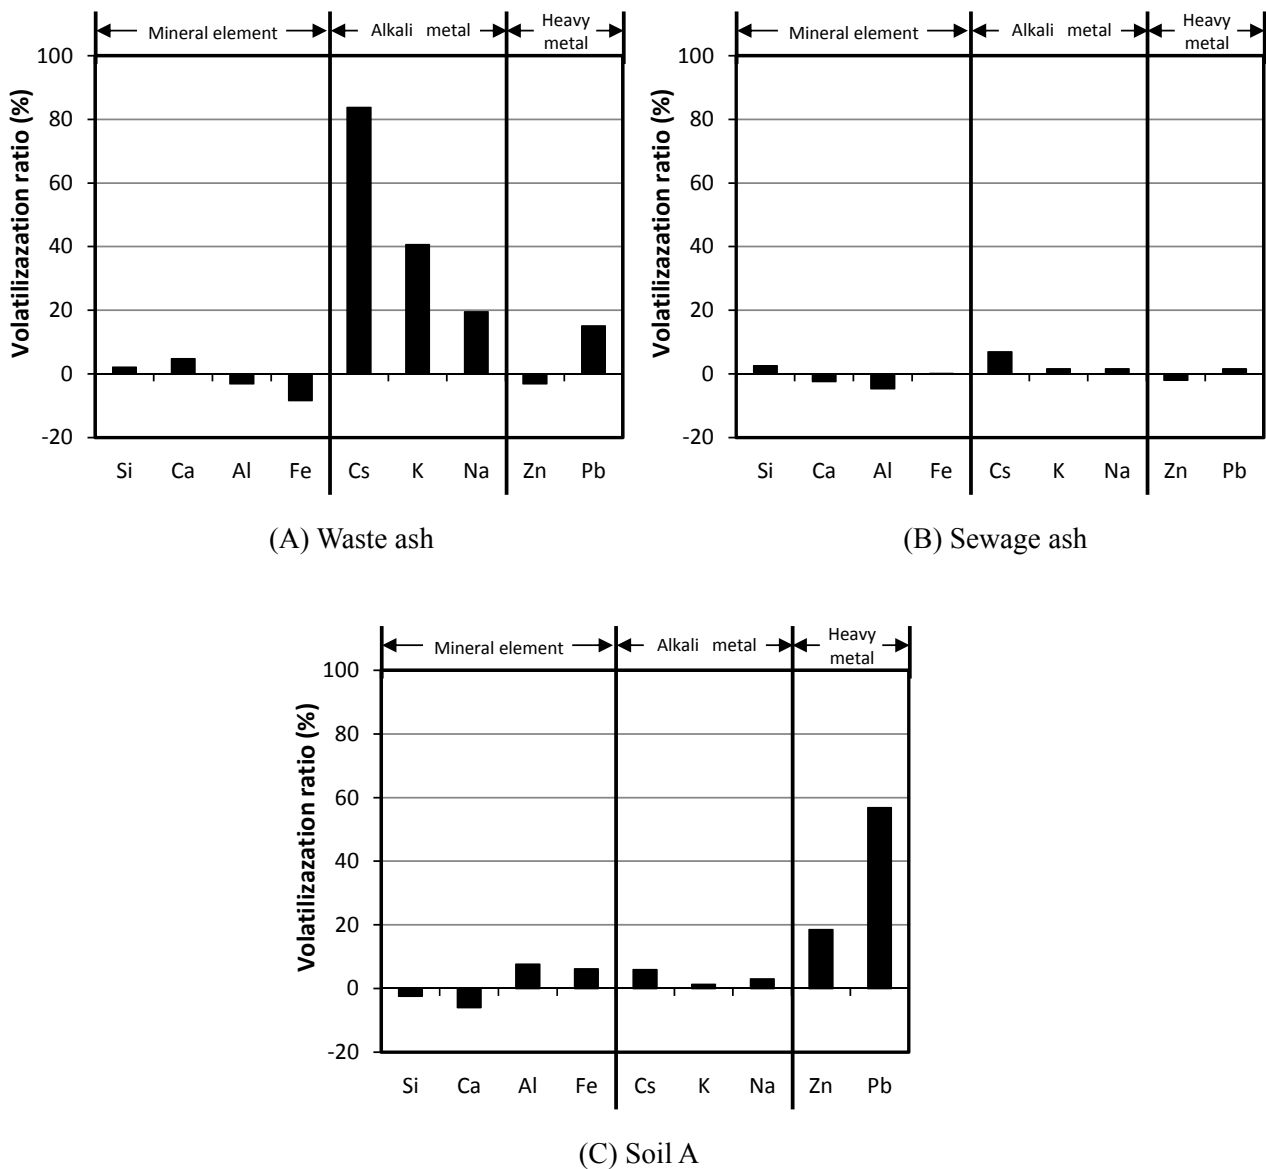 Mineral element Alkali metal Heavy metal
Volatilizazation ratio (%)
100
80
60
40
20
0
-20
Si Ca Al Fe Cs K Na Zn Pb
(A) Waste ash
Mineral element Alkali metal Heavy metal
Volatilizazation ratio (%)
100
80
60
40
20
0
-20
Si Ca Al Fe Cs K Na Zn Pb
(B) Sewage ash
Mineral element Alkali metal Heavy metal
Volatilizazation ratio (%)
100
80
60
40
20
0
-20
Si Ca Al Fe Cs K Na Zn Pb
(C) Soil A